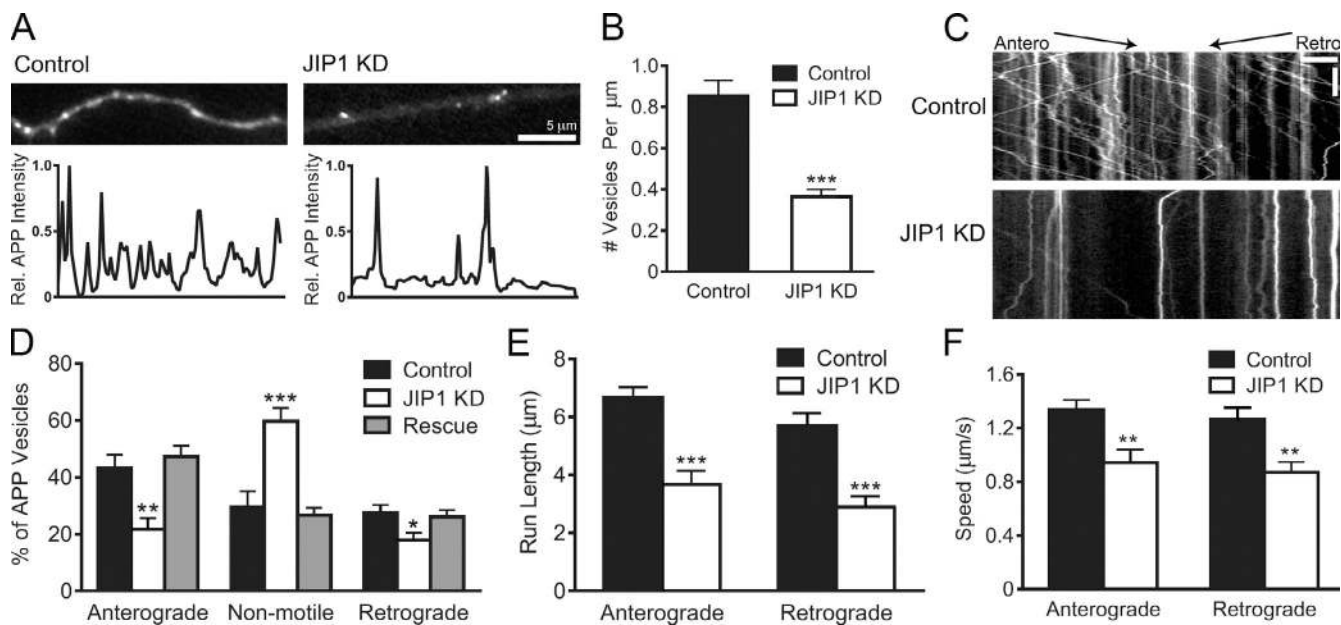 A
Control
JIP1 KD
5 μm
Rel. APP Intensity
1.0
0.5
0
Rel. APP Intensity
1.0
0.5
0
B
# Vesicles Per μm
1.0
0.8
0.6
0.4
0.2
0
Control
JIP1 KD
***
Control
JIP1 KD
C
Antero
Retro
Control
JIP1 KD
D
% of APP Vesicles
80
60
40
20
0
Control
JIP1 KD
Rescue
**
***
*
Anterograde
Non-motile
Retrograde
E
Run Length (μm)
8
6
4
2
0
Control
JIP1 KD
***
***
Anterograde
Retrograde
F
Speed (μm/s)
1.6
1.2
0.8
0.4
0
Control
JIP1 KD
**
**
Anterograde
Retrograde